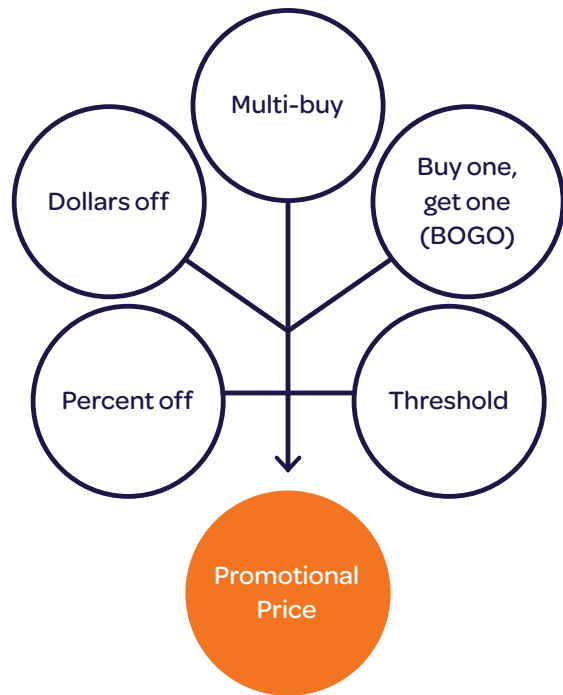 Multi-buy
Dollars off
Buy one,
get one
(BOGO)
Percent off
Threshold
Promotional
Price